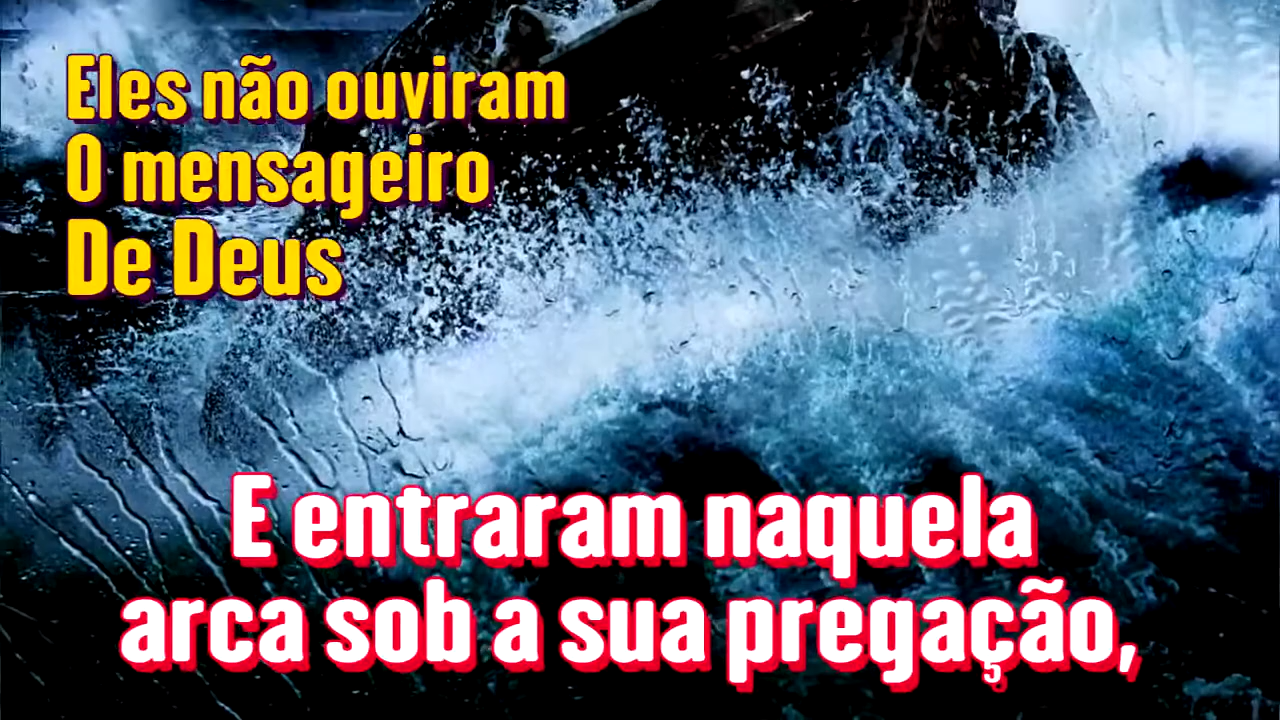 Eles não ouviram
O mensageiro
De Deus
E entraram naquela
arca sob a sua pregação,